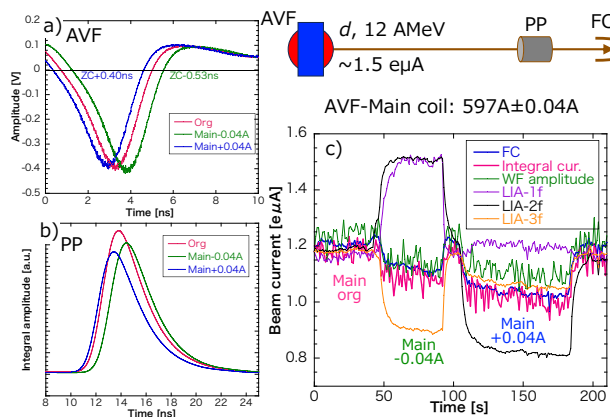 a) AVF
0.2
0.1
0
-0.1
-0.2
-0.3
-0.4
-0.5
Amplitude [V]
ZC+0.40ns
ZC-0.53ns
Org
Main-0.04A
Main+0.04A
0 2 4 6 8 10
Time [ns]
b) PP
Integral amplitude [a.u.]
Org
Main-0.04A
Main+0.04A
8 10 12 14 16 18 20 22 24
Time [ns]
AVF
d, 12 AMeV
~1.5 eμA
PP
FC
AVF-Main coil: 597A±0.04A
c)
1.6
1.4
1.2
1.0
0.8
Beam current [eμA]
FC
Integral cur.
WF amplitude
LIA-1f
LIA-2f
LIA-3f
Main
org
Main
-0.04A
Main
+0.04A
0 50 100 150 200
Time [s]